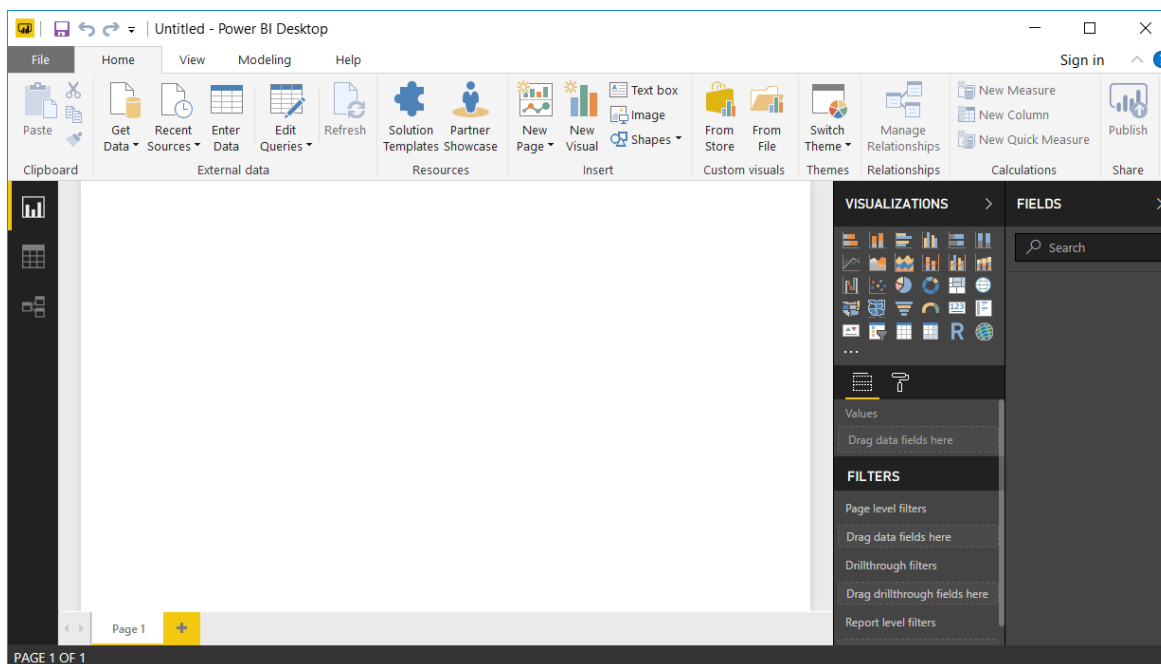 Untitled - Power BI Desktop
File Home View Modeling Help Sign in
Paste
Get Data
Recent Sources
Enter Data
Edit Queries
Refresh
Solution Templates
Partner Showcase
New Page
New Visual
Text box
Image
Shapes
From Store
From File
Switch Theme
Manage Relationships
New Measure
New Column
New Quick Measure
Publish
Clipboard External data Resources Insert Custom visuals Themes Relationships Calculations Share
VISUALIZATIONS
FIELDS
Search
123
R
Values
Drag data fields here
FILTERS
Page level filters
Drag data fields here
Drillthrough filters
Drag drillthrough fields here
Report level filters
Page 1
PAGE 1 OF 1